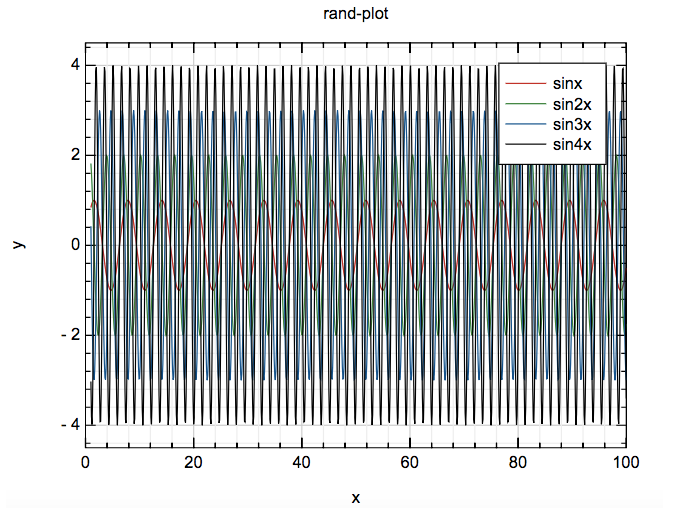 rand-plot
sinx
sin2x
sin3x
sin4x
4
2
0
- 2
- 4
y
0 20 40 60 80 100
x